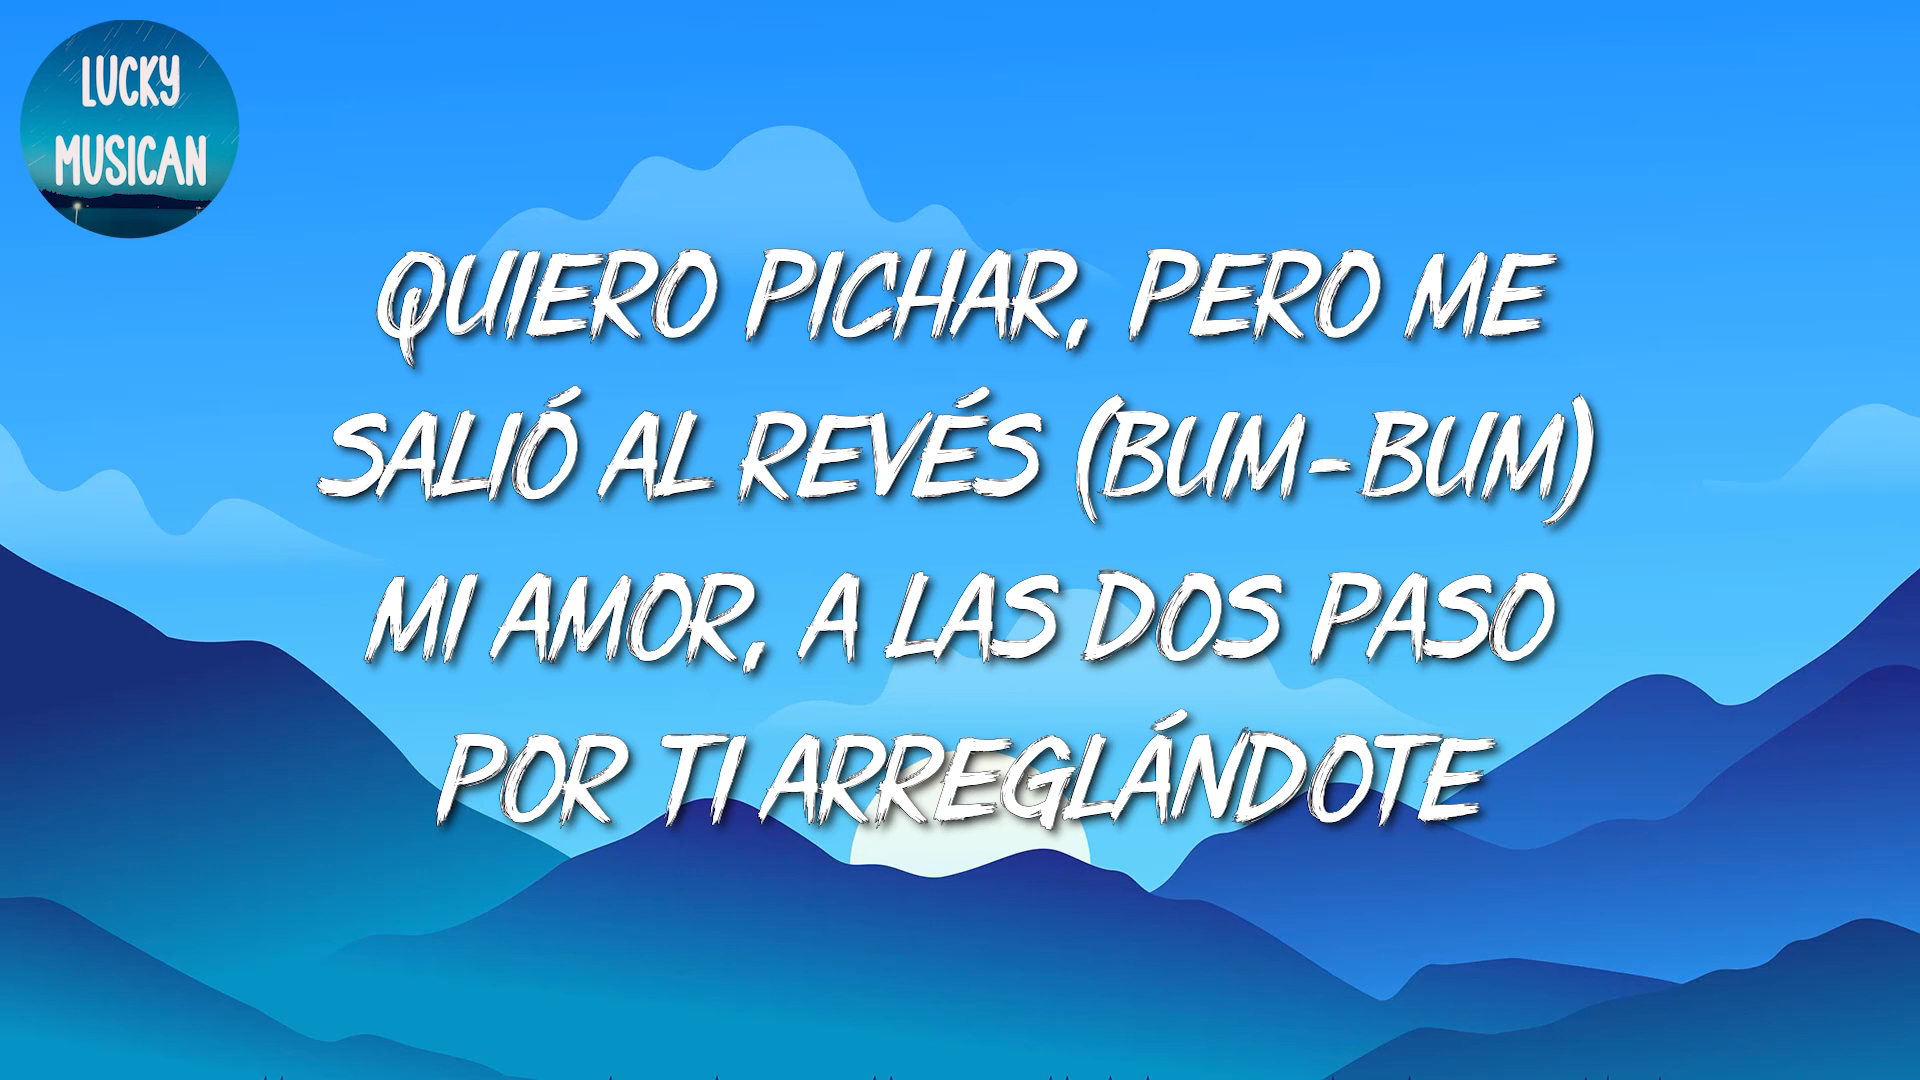 LUCKY
MUSICAN
QUIERO PICHAR, PERO ME
SALIÓ AL REVÉS (BUM-BUM)
MI AMOR, A LAS DOS PASO
POR TI ARREGLÁNDOTE